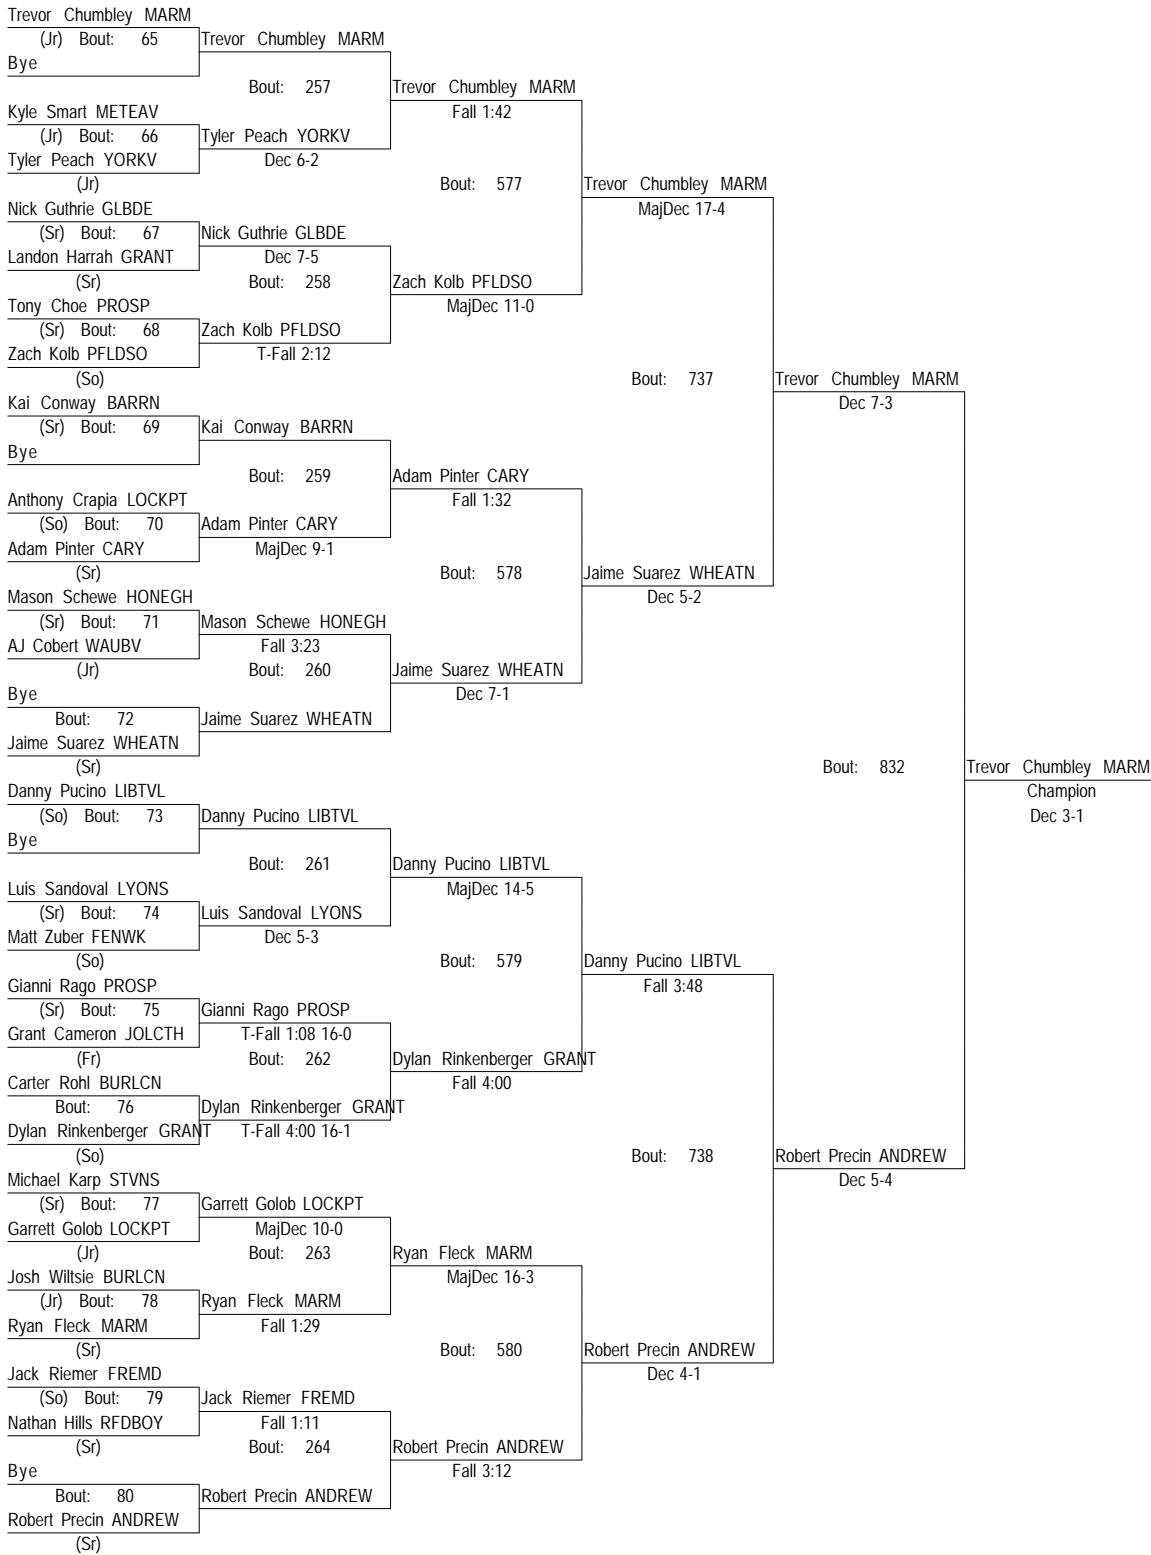 Trevor Chumbley MARM
(Jr) Bout: 65 Trevor Chumbley MARM
Bye
Bout: 257 Trevor Chumbley MARM
Kyle Smart METEAV Fall 1:42
(Jr) Bout: 66 Tyler Peach YORKV
Tyler Peach YORKV Dec 6-2
(Jr) Bout: 577 Trevor Chumbley MARM
Nick Guthrie GLBDE MajDec 17-4
(Sr) Bout: 67 Nick Guthrie GLBDE
Landon Harrah GRANT Dec 7-5
(Sr) Bout: 258 Zach Kolb PFLDSO
Tony Choe PROSP MajDec 11-0
(Sr) Bout: 68 Zach Kolb PFLDSO
Zach Kolb PFLDSO T-Fall 2:12
(So) Bout: 737 Trevor Chumbley MARM
Kai Conway BARRN Dec 7-3
(Sr) Bout: 69 Kai Conway BARRN
Bye
Bout: 259 Adam Pinter CARY
Anthony Crapia LOCKPT Fall 1:32
(So) Bout: 70 Adam Pinter CARY
Adam Pinter CARY MajDec 9-1
(Sr) Bout: 578 Jaime Suarez WHEATN
Mason Schewe HONEGH Dec 5-2
(Sr) Bout: 71 Mason Schewe HONEGH
AJ Cobert WAUBV Fall 3:23
(Jr) Bout: 260 Jaime Suarez WHEATN
Bye Dec 7-1
Bout: 72 Jaime Suarez WHEATN
Jaime Suarez WHEATN
(Sr) Bout: 832 Trevor Chumbley MARM
Danny Pucino LIBTVL Champion
(So) Bout: 73 Danny Pucino LIBTVL Dec 3-1
Bye
Bout: 261 Danny Pucino LIBTVL
Luis Sandoval LYONS MajDec 14-5
(Sr) Bout: 74 Luis Sandoval LYONS
Matt Zuber FENWK Dec 5-3
(So) Bout: 579 Danny Pucino LIBTVL
Gianni Rago PROSP Fall 3:48
(Sr) Bout: 75 Gianni Rago PROSP
Grant Cameron JOLCTH T-Fall 1:08 16-0
(Fr) Bout: 262 Dylan Rinkenberger GRANT
Carter Rohl BURLCN Fall 4:00
Bout: 76 Dylan Rinkenberger GRANT
Dylan Rinkenberger GRANT T-Fall 4:00 16-1
(So) Bout: 738 Robert Precin ANDREW
Michael Karp STVNS Dec 5-4
(Sr) Bout: 77 Garrett Golob LOCKPT
Garrett Golob LOCKPT MajDec 10-0
(Jr) Bout: 263 Ryan Fleck MARM
Josh Wiltsie BURLCN MajDec 16-3
(Jr) Bout: 78 Ryan Fleck MARM
Ryan Fleck MARM Fall 1:29
(Sr) Bout: 580 Robert Precin ANDREW
Jack Riemer FREMD Dec 4-1
(So) Bout: 79 Jack Riemer FREMD
Nathan Hills RFDBOY Fall 1:11
(Sr) Bout: 264 Robert Precin ANDREW
Bye Fall 3:12
Bout: 80 Robert Precin ANDREW
Robert Precin ANDREW
(Sr)